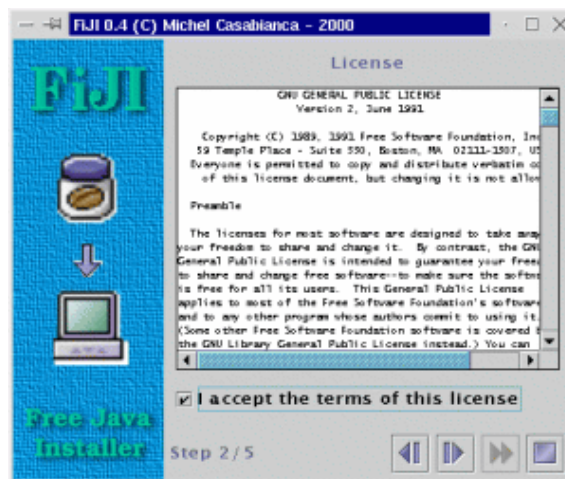 FiJI 0.4 (C) Michel Casabianca - 2000
FiJI
License
GNU GENERAL PUBLIC LICENSE
Version 2, June 1991
Copyright (C) 1989, 1991 Free Software Foundation, Inc
59 Temple Place - Suite 330, Boston, MA 02111-1307, US
Everyone is permitted to copy and distribute verbatim co
of this license document, but changing it is not allow
Preamble
The licenses for most software are designed to take away
your freedom to share and change it. By contrast, the GNU
General Public License is intended to guarantee your freed
to share and change free software--to make sure the softwa
is free for all its users. This General Public License
applies to most of the Free Software Foundation's software
and to any other program whose authors commit to using it.
(Some other Free Software Foundation software is covered b
the GNU Library General Public License instead.) You can
I accept the terms of this license
Free Java
Installer
Step 2/5